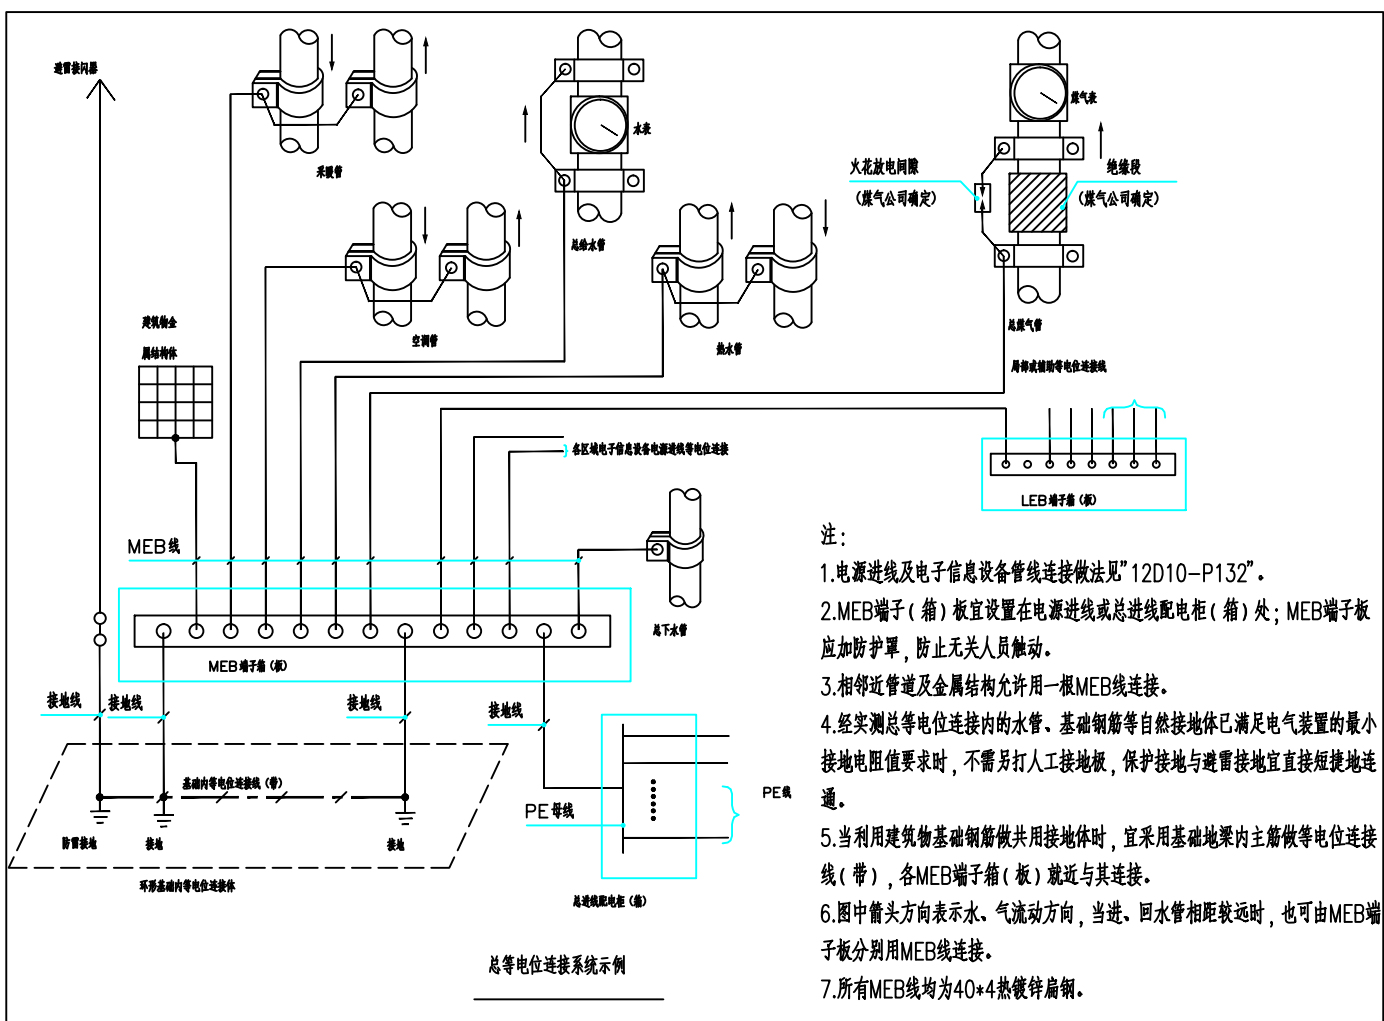 避雷接闪器
采暖管
水表
总给水管
煤气表
火花放电间隙
(煤气公司确定)
绝缘段
(煤气公司确定)
总煤气管
空调管
热水管
建筑物金
属结构体
局部或辅助等电位连接线
各区域电子信息设备电源进线等电位连接
LEB端子箱(板)
MEB线
总下水管
MEB端子箱(板)
接地线
接地线
接地线
接地线
基础内等电位连接线(带)
防雷接地
接地
接地
环形基础内等电位连接体
PE母线
PE线
总进线配电柜(箱)
总等电位连接系统示例
注:
1.电源进线及电子信息设备管线连接做法见"12D10-P132"。
2.MEB端子(箱)板宜设置在电源进线或总进线配电柜(箱)处;MEB端子板
应加防护罩,防止无关人员触动。
3.相邻近管道及金属结构允许用一根MEB线连接。
4.经实测总等电位连接内的水管、基础钢筋等自然接地体已满足电气装置的最小
接地电阻值要求时,不需另打人工接地极,保护接地与避雷接地宜直接短捷地连
通。
5.当利用建筑物基础钢筋做共用接地体时,宜采用基础地梁内主筋做等电位连接
线(带),各MEB端子箱(板)就近与其连接。
6.图中箭头方向表示水、气流动方向,当进、回水管相距较远时,也可由MEB端
子板分别用MEB线连接。
7.所有MEB线均为40*4热镀锌扁钢。